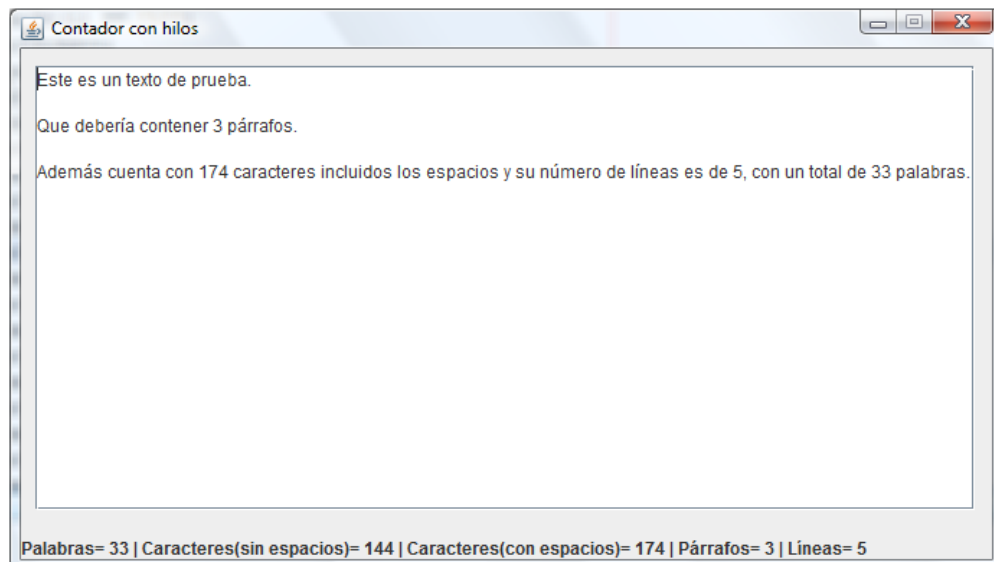 Contador con hilos
Este es un texto de prueba.
Que debería contener 3 párrafos.
Además cuenta con 174 caracteres incluidos los espacios y su número de líneas es de 5, con un total de 33 palabras.
Palabras= 33 | Caracteres(sin espacios)= 144 | Caracteres(con espacios)= 174 | Párrafos= 3 | Líneas= 5